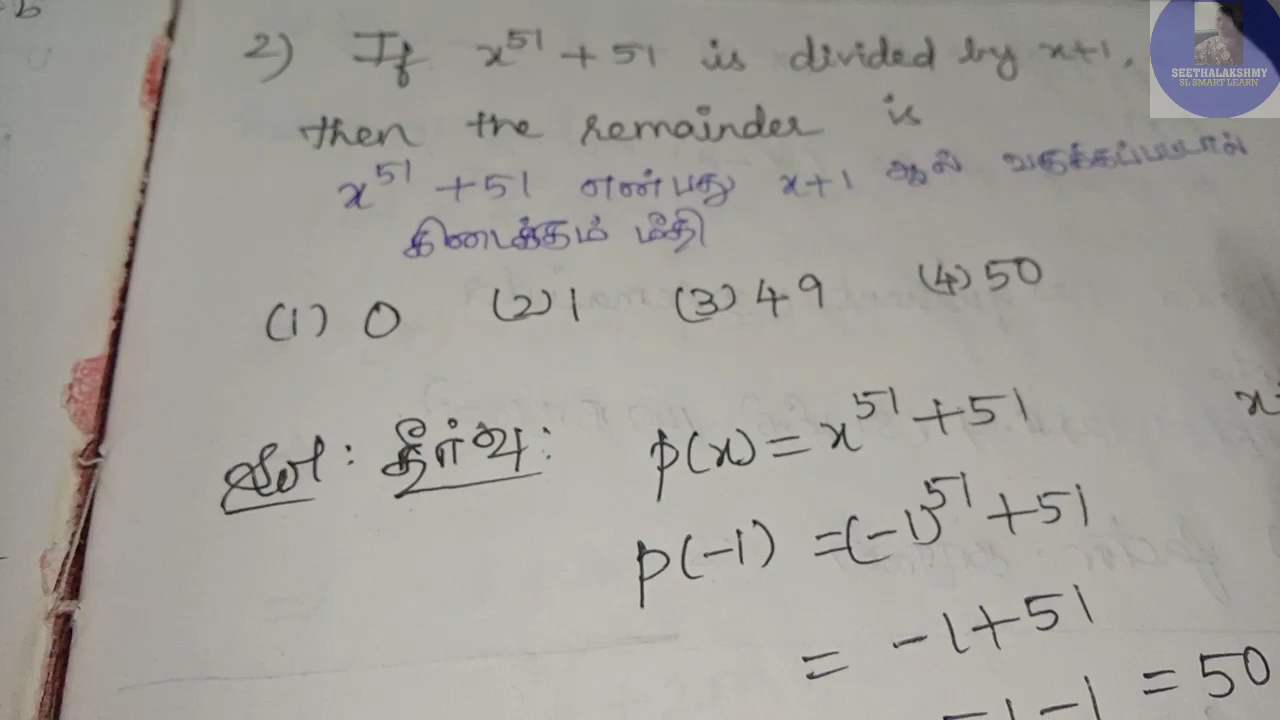 b
2) If x^51 + 51 is divided by x+1,
then the remainder is
x^51 + 51 என்பது x+1 ஆல் வகுக்கப்பட்டால்
கிடைக்கும் மீதி
(1) 0 (2) 1 (3) 49 (4) 50
தீர்வு: p(x) = x^51 + 51
p(-1) = (-1)^51 + 51
= -1 + 51
-1 = 50
SEETHALAKSHMY
SL SMART LEARN